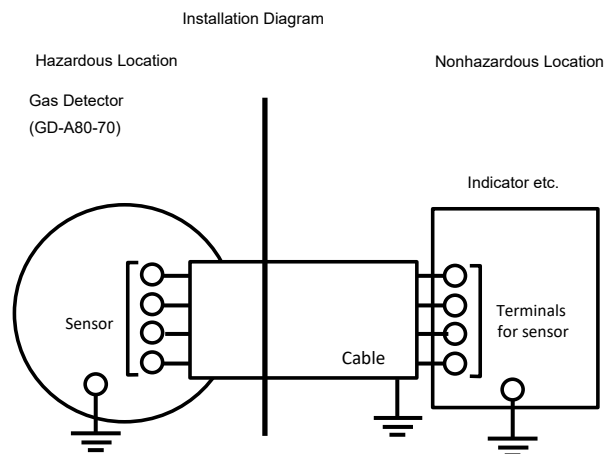 Installation Diagram
Hazardous Location
Nonhazardous Location
Gas Detector
(GD-A80-70)
Indicator etc.
Sensor
Terminals
for sensor
Cable